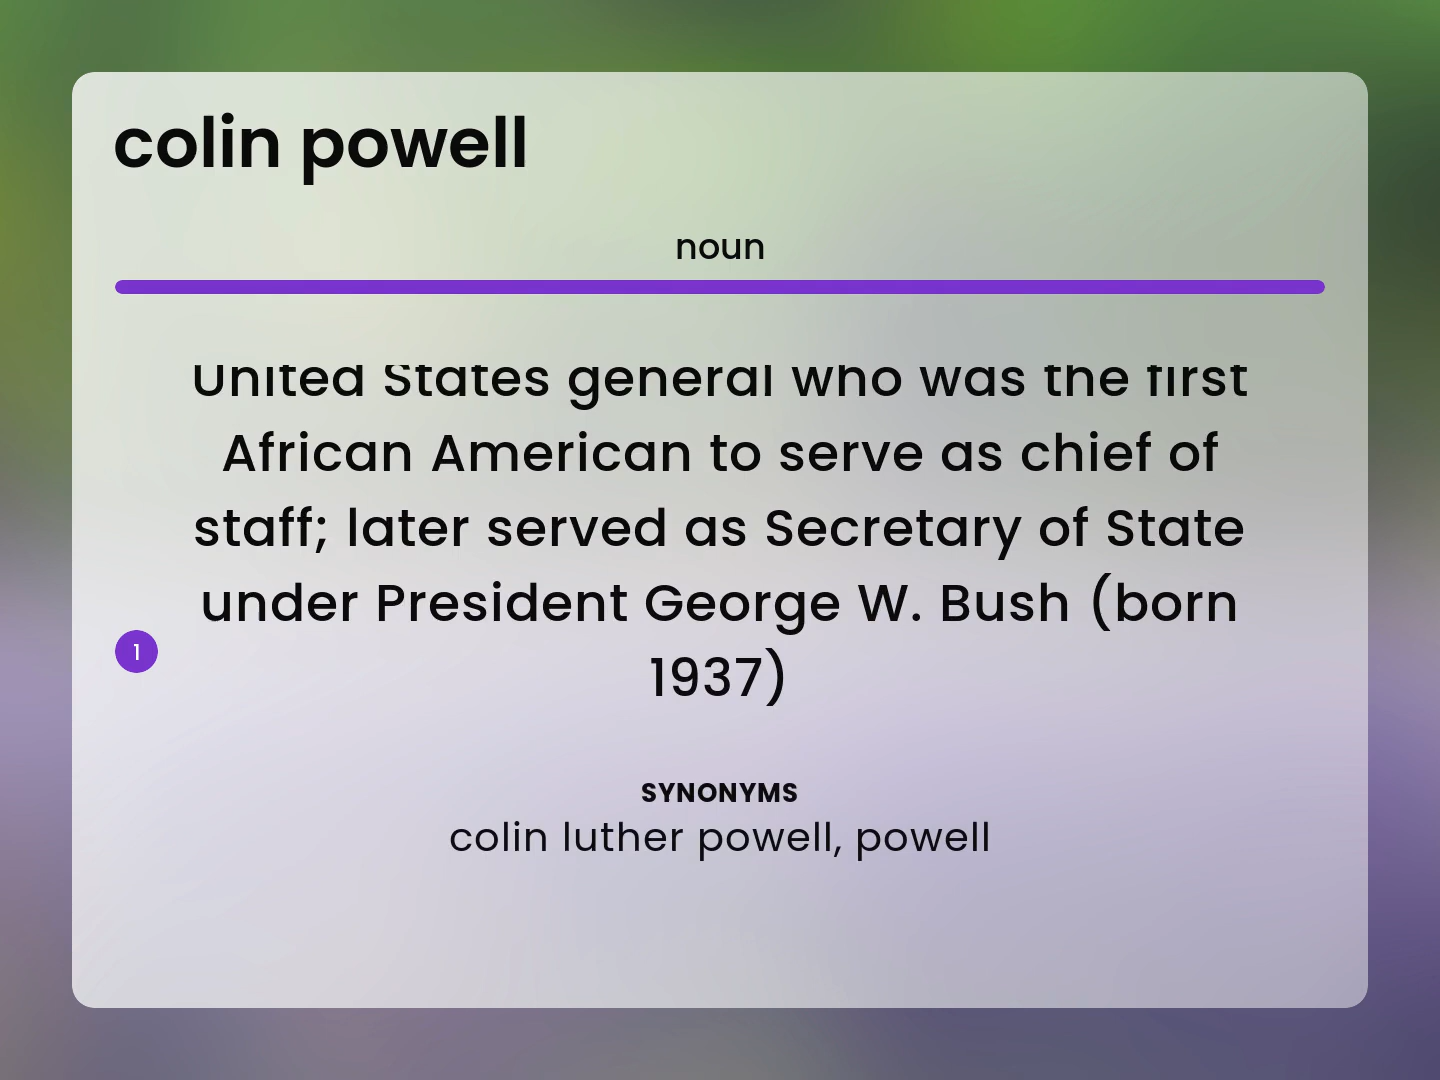 colin powell
noun
United States general who was the first
African American to serve as chief of
staff; later served as Secretary of State
under President George W. Bush (born
1937)
1
SYNONYMS
colin luther powell, powell